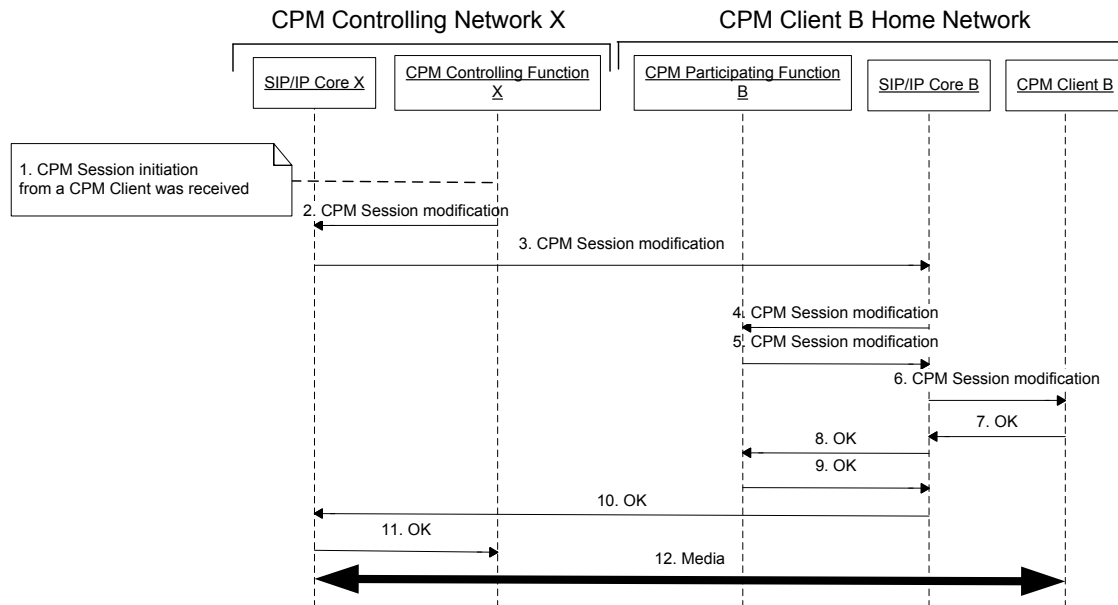 CPM Controlling Network X
CPM Client B Home Network
SIP/IP Core X
CPM Controlling Function
X
CPM Participating Function
B
SIP/IP Core B
CPM Client B
1. CPM Session initiation
from a CPM Client was received
2. CPM Session modification
3. CPM Session modification
4. CPM Session modification
5. CPM Session modification
6. CPM Session modification
7. OK
8. OK
9. OK
10. OK
11. OK
12. Media